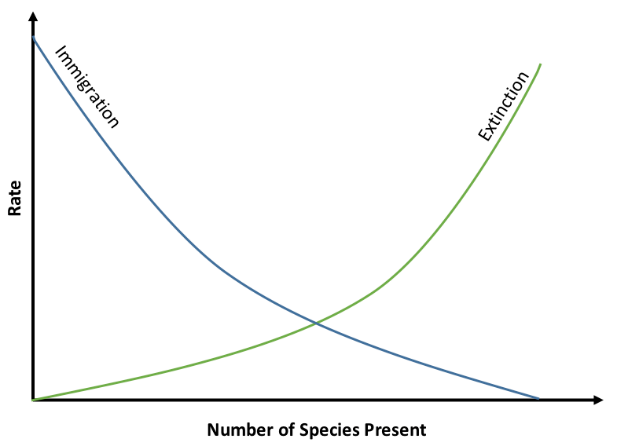 Immigration
Extinction
Rate
Number of Species Present